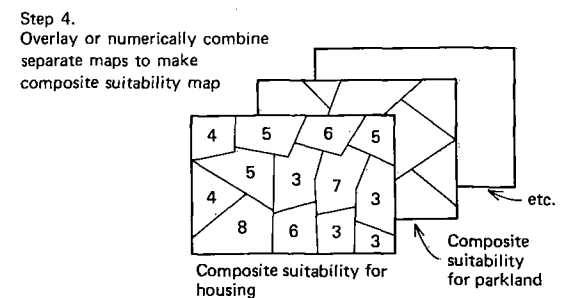 Step 4.
Overlay or numerically combine
separate maps to make
composite suitability map
4 5 6 5
5 3 7
4 3
8 6 3
3
etc.
Composite
suitability
for parkland
Composite suitability for
housing